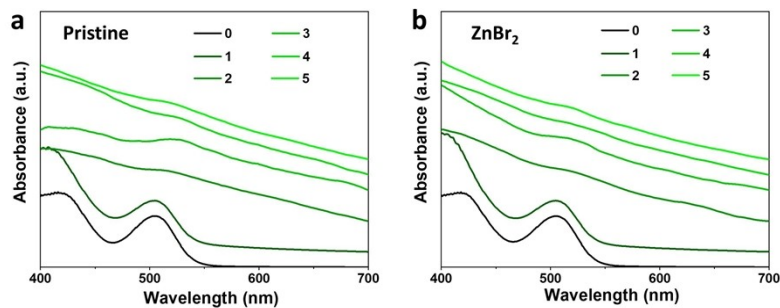 a
Pristine
0
1
2
3
4
5
Absorbance (a.u.)
400
500
600
700
Wavelength (nm)
b
ZnBr₂
0
1
2
3
4
5
Absorbance (a.u.)
400
500
600
700
Wavelength (nm)